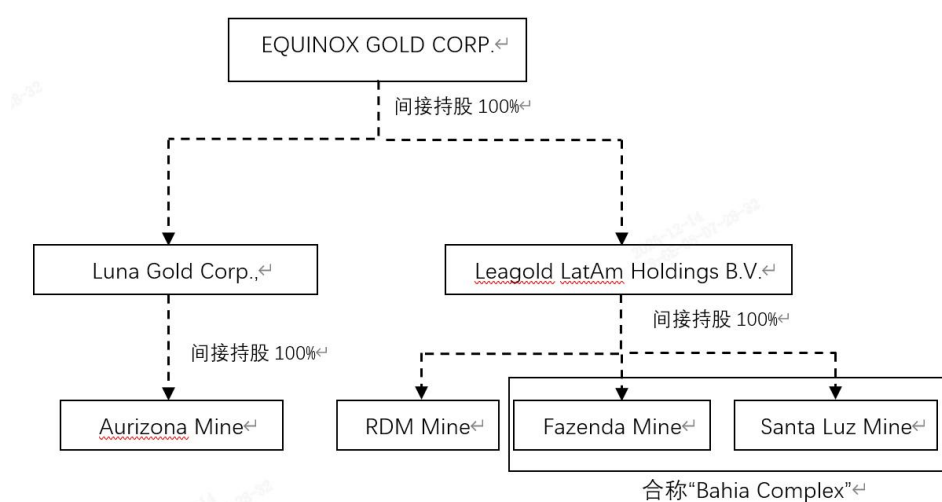 EQUINOX GOLD CORP.
间接持股 100%
Luna Gold Corp.,
Leagold LatAm Holdings B.V.
间接持股 100%
间接持股 100%
Aurizona Mine
RDM Mine
Fazenda Mine
Santa Luz Mine
合称“Bahia Complex”